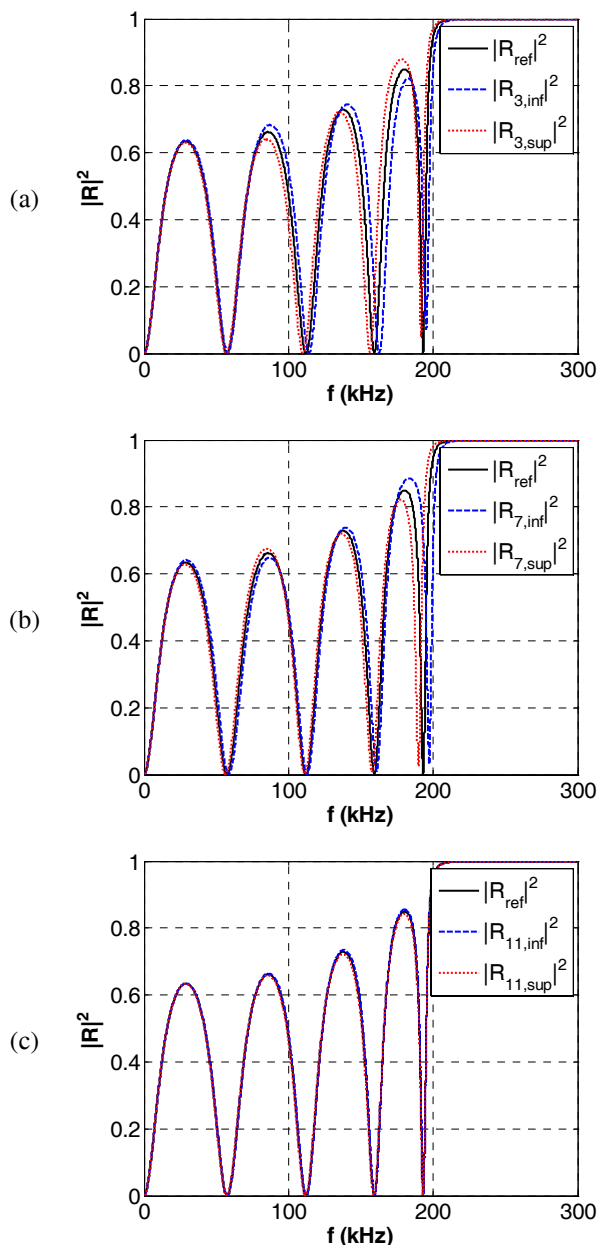 (a)
|R|²
1
0.8
0.6
0.4
0.2
0
0 100 200 300
f (kHz)
|R_ref|²
|R_3,inf|²
|R_3,sup|²
(b)
|R|²
1
0.8
0.6
0.4
0.2
0
0 100 200 300
f (kHz)
|R_ref|²
|R_7,inf|²
|R_7,sup|²
(c)
|R|²
1
0.8
0.6
0.4
0.2
0
0 100 200 300
f (kHz)
|R_ref|²
|R_11,inf|²
|R_11,sup|²